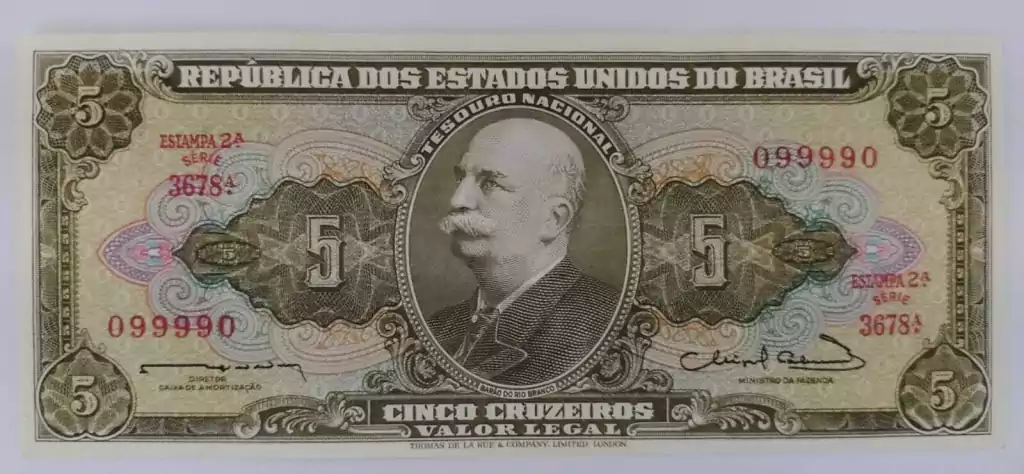 REPÚBLICA DOS ESTADOS UNIDOS DO BRASIL
TESOURO NACIONAL
5
5
ESTAMPA 2ª
SÉRIE
3678ª
099990
5
5
ESTAMPA 2ª
SÉRIE
3678ª
099990
DIRETOR
CAIXA DE AMORTIZAÇÃO
MINISTRO DA FAZENDA
BARÃO DO RIO BRANCO
5
5
CINCO CRUZEIROS
VALOR LEGAL
THOMAS DE LA RUE & COMPANY, LIMITED, LONDON